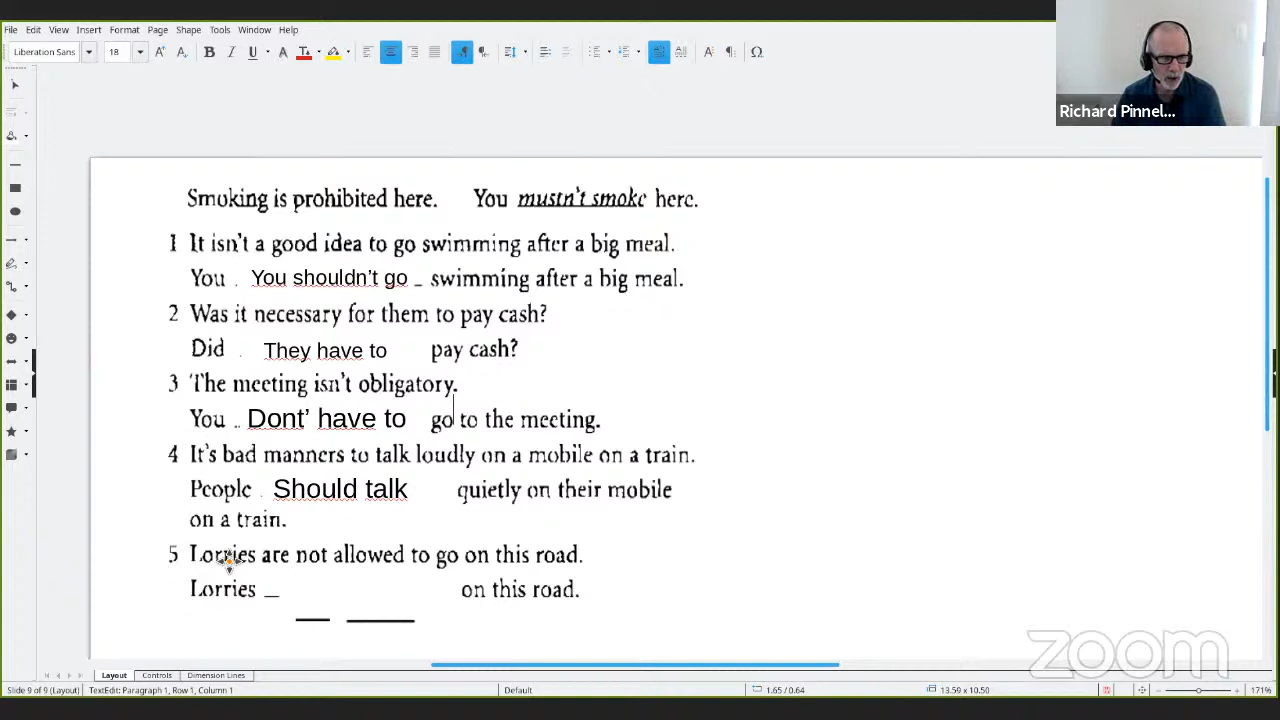 File Edit View Insert Format Page Shape Tools Window Help
Liberation Sans 18
Richard Pinnel...
Smoking is prohibited here. You mustn't smoke here.
1 It isn't a good idea to go swimming after a big meal.
You . You shouldn't go _ swimming after a big meal.
2 Was it necessary for them to pay cash?
Did . They have to pay cash?
3 The meeting isn't obligatory.
You .. Dont' have to go to the meeting.
4 It's bad manners to talk loudly on a mobile on a train.
People . Should talk quietly on their mobile
on a train.
5 Lorries are not allowed to go on this road.
Lorries _ on this road.
zoom
Layout Controls Dimension Lines
Slide 9 of 9 (Layout) TextEdit: Paragraph 1, Row 1, Column 1 Default 1.65 / 0.64 13.59 x 10.50 171%